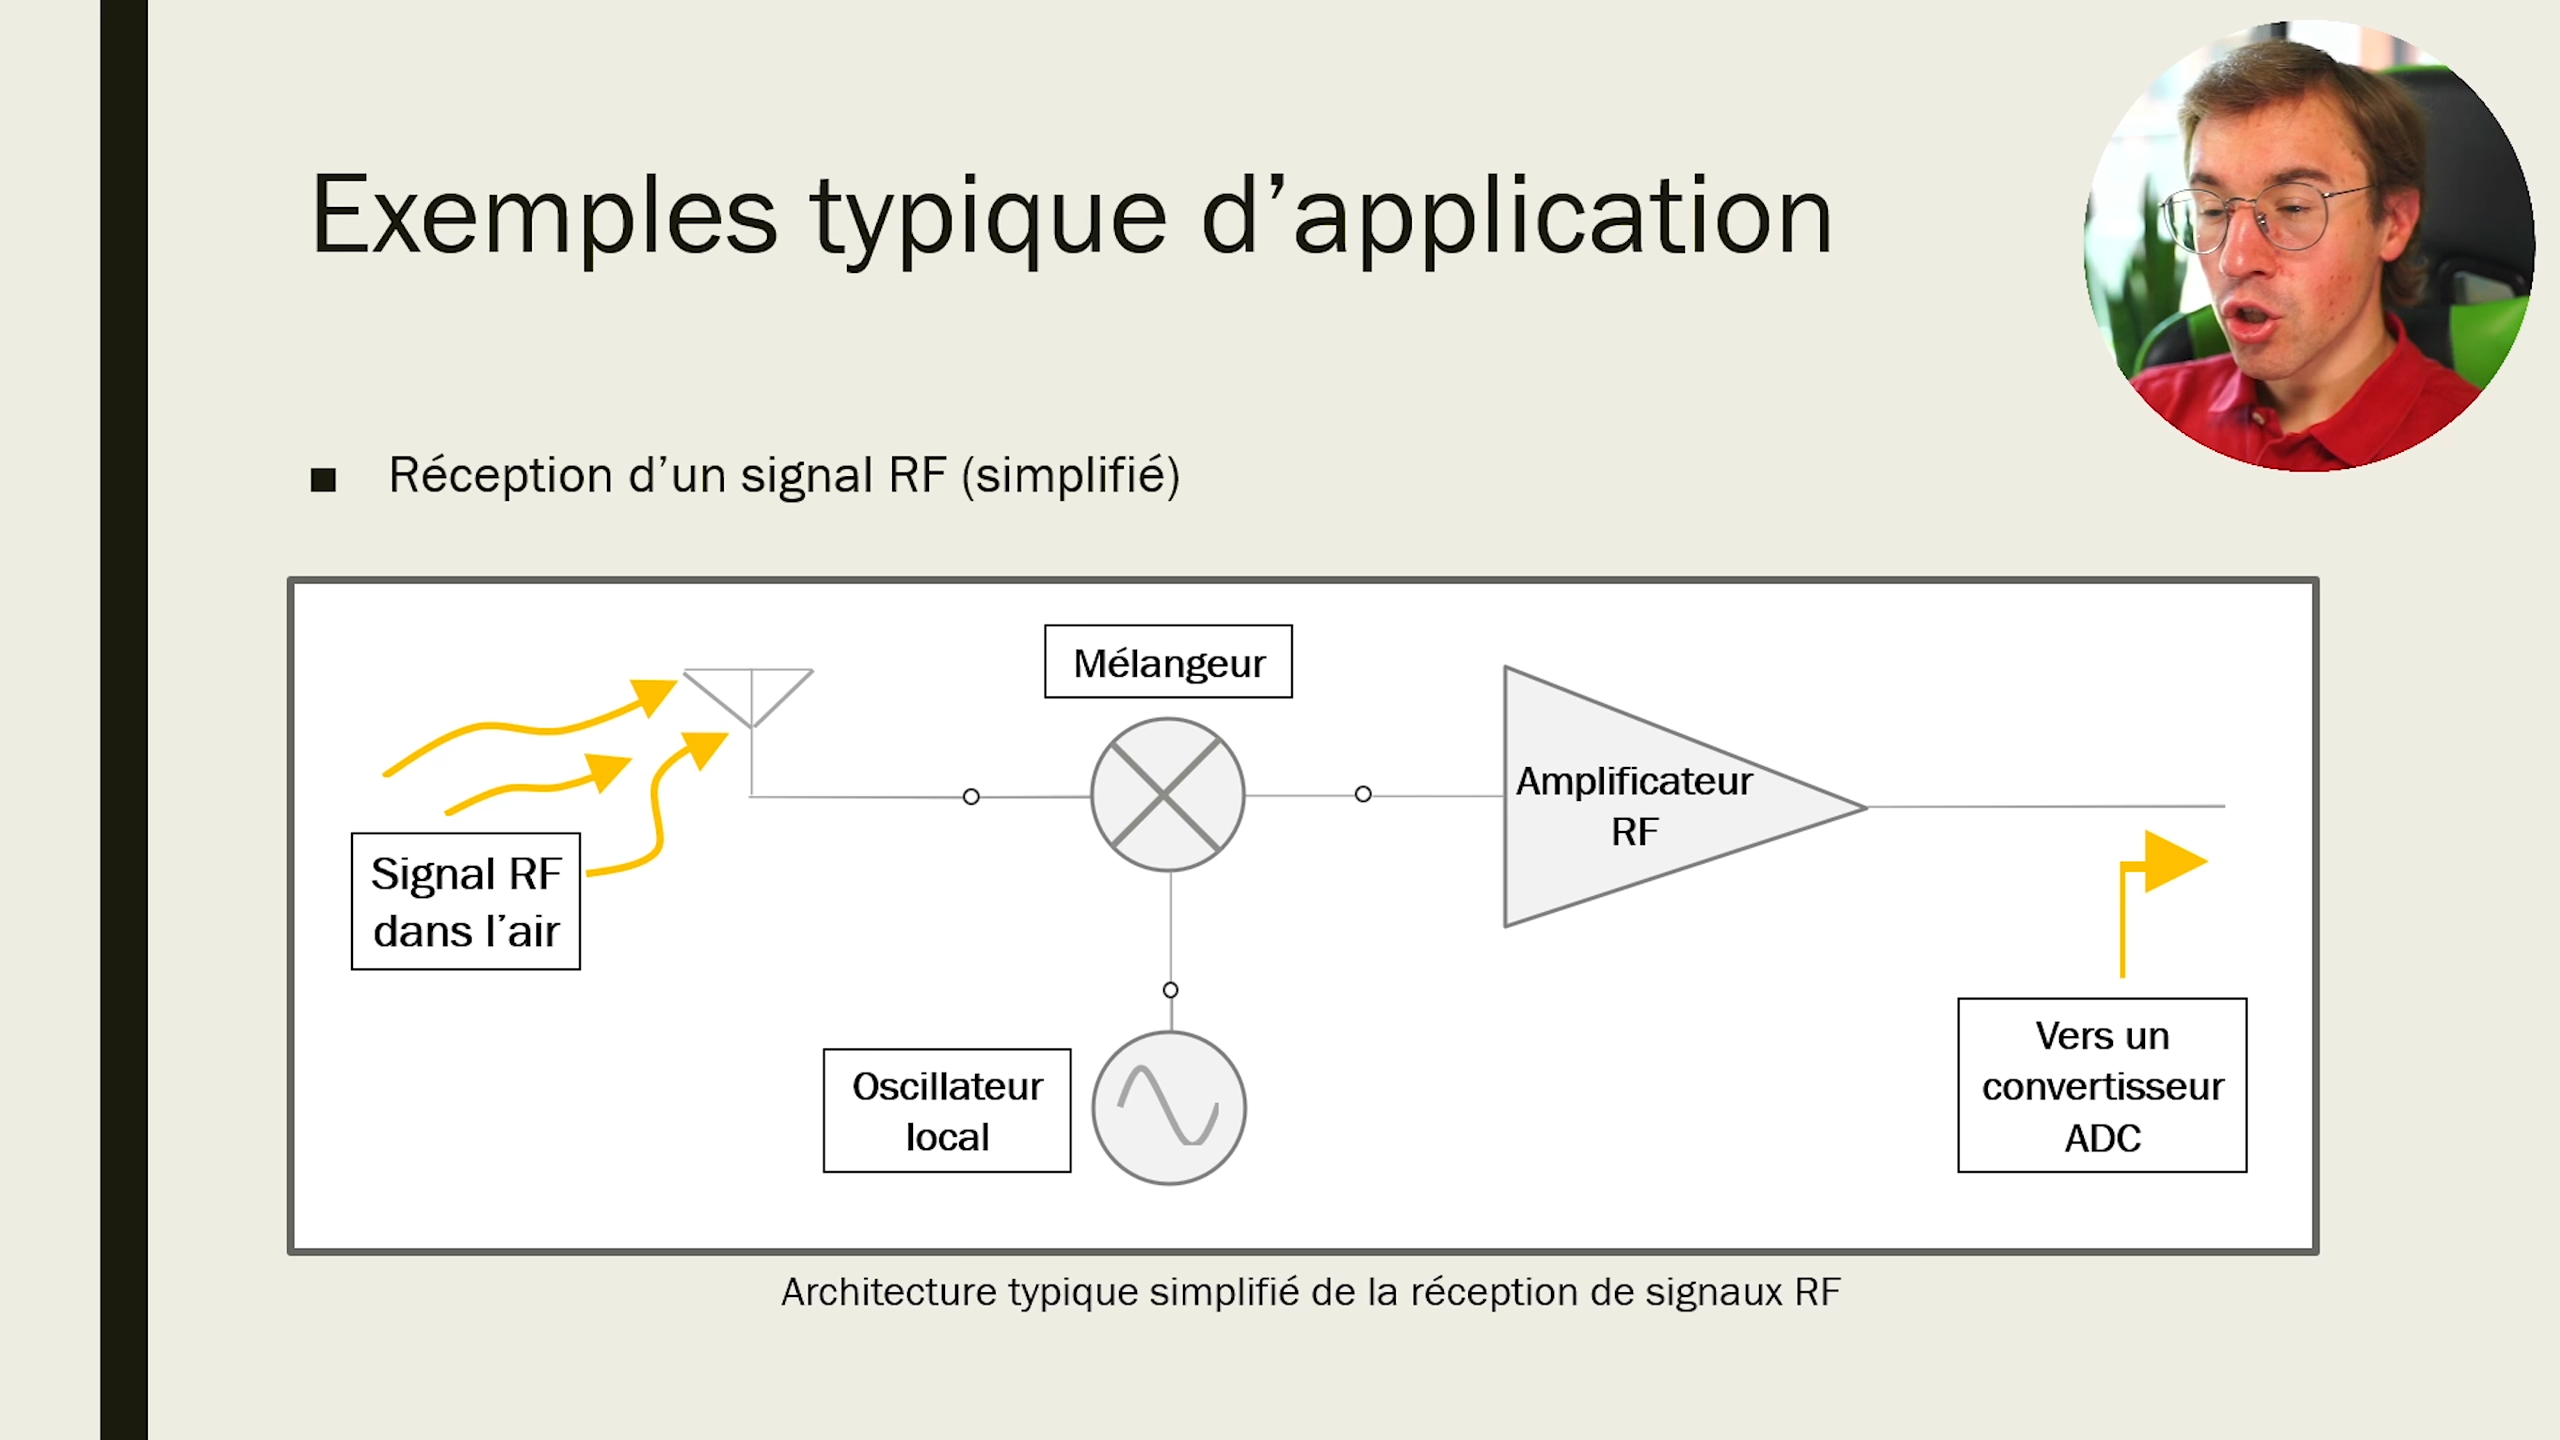 Exemples typique d’application
■ Réception d’un signal RF (simplifié)
Mélangeur
Amplificateur
RF
Signal RF
dans l’air
Oscillateur
local
Vers un
convertisseur
ADC
Architecture typique simplifié de la réception de signaux RF